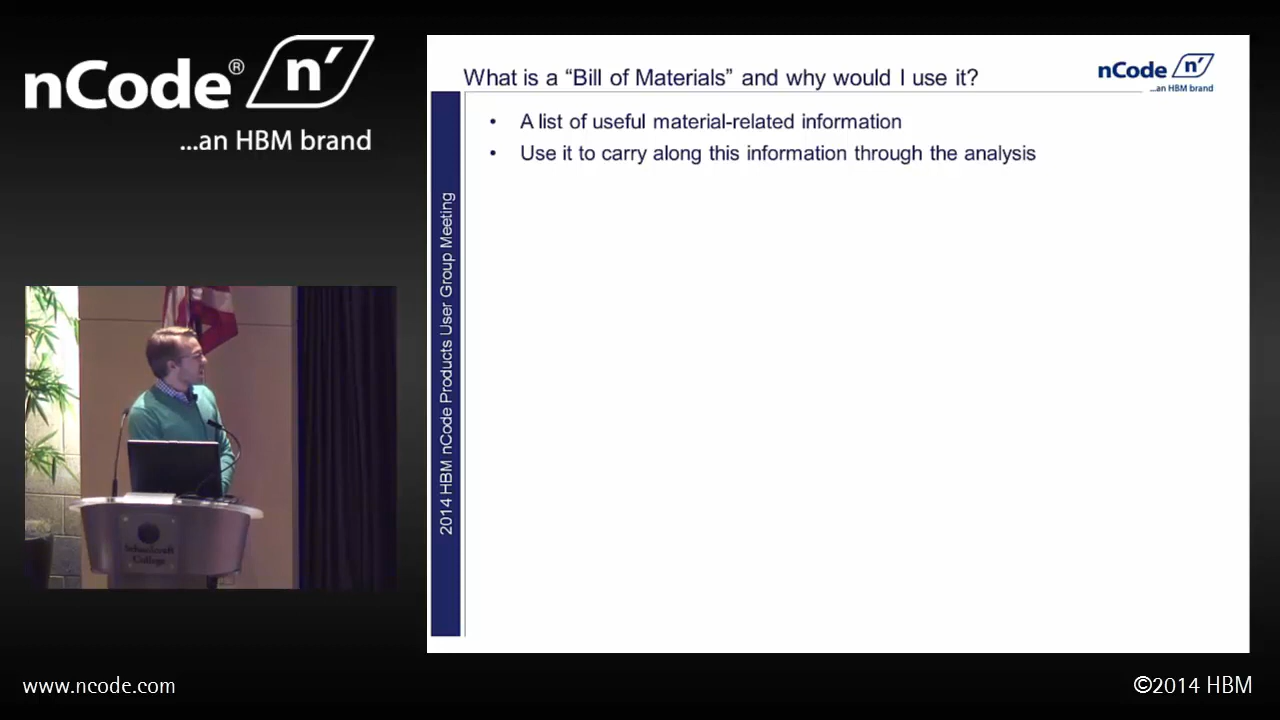 nCode® n'
...an HBM brand
What is a “Bill of Materials” and why would I use it?
nCode n'
...an HBM brand
• A list of useful material-related information
• Use it to carry along this information through the analysis
2014 HBM nCode Products User Group Meeting
Schoolcraft
College
www.ncode.com
©2014 HBM